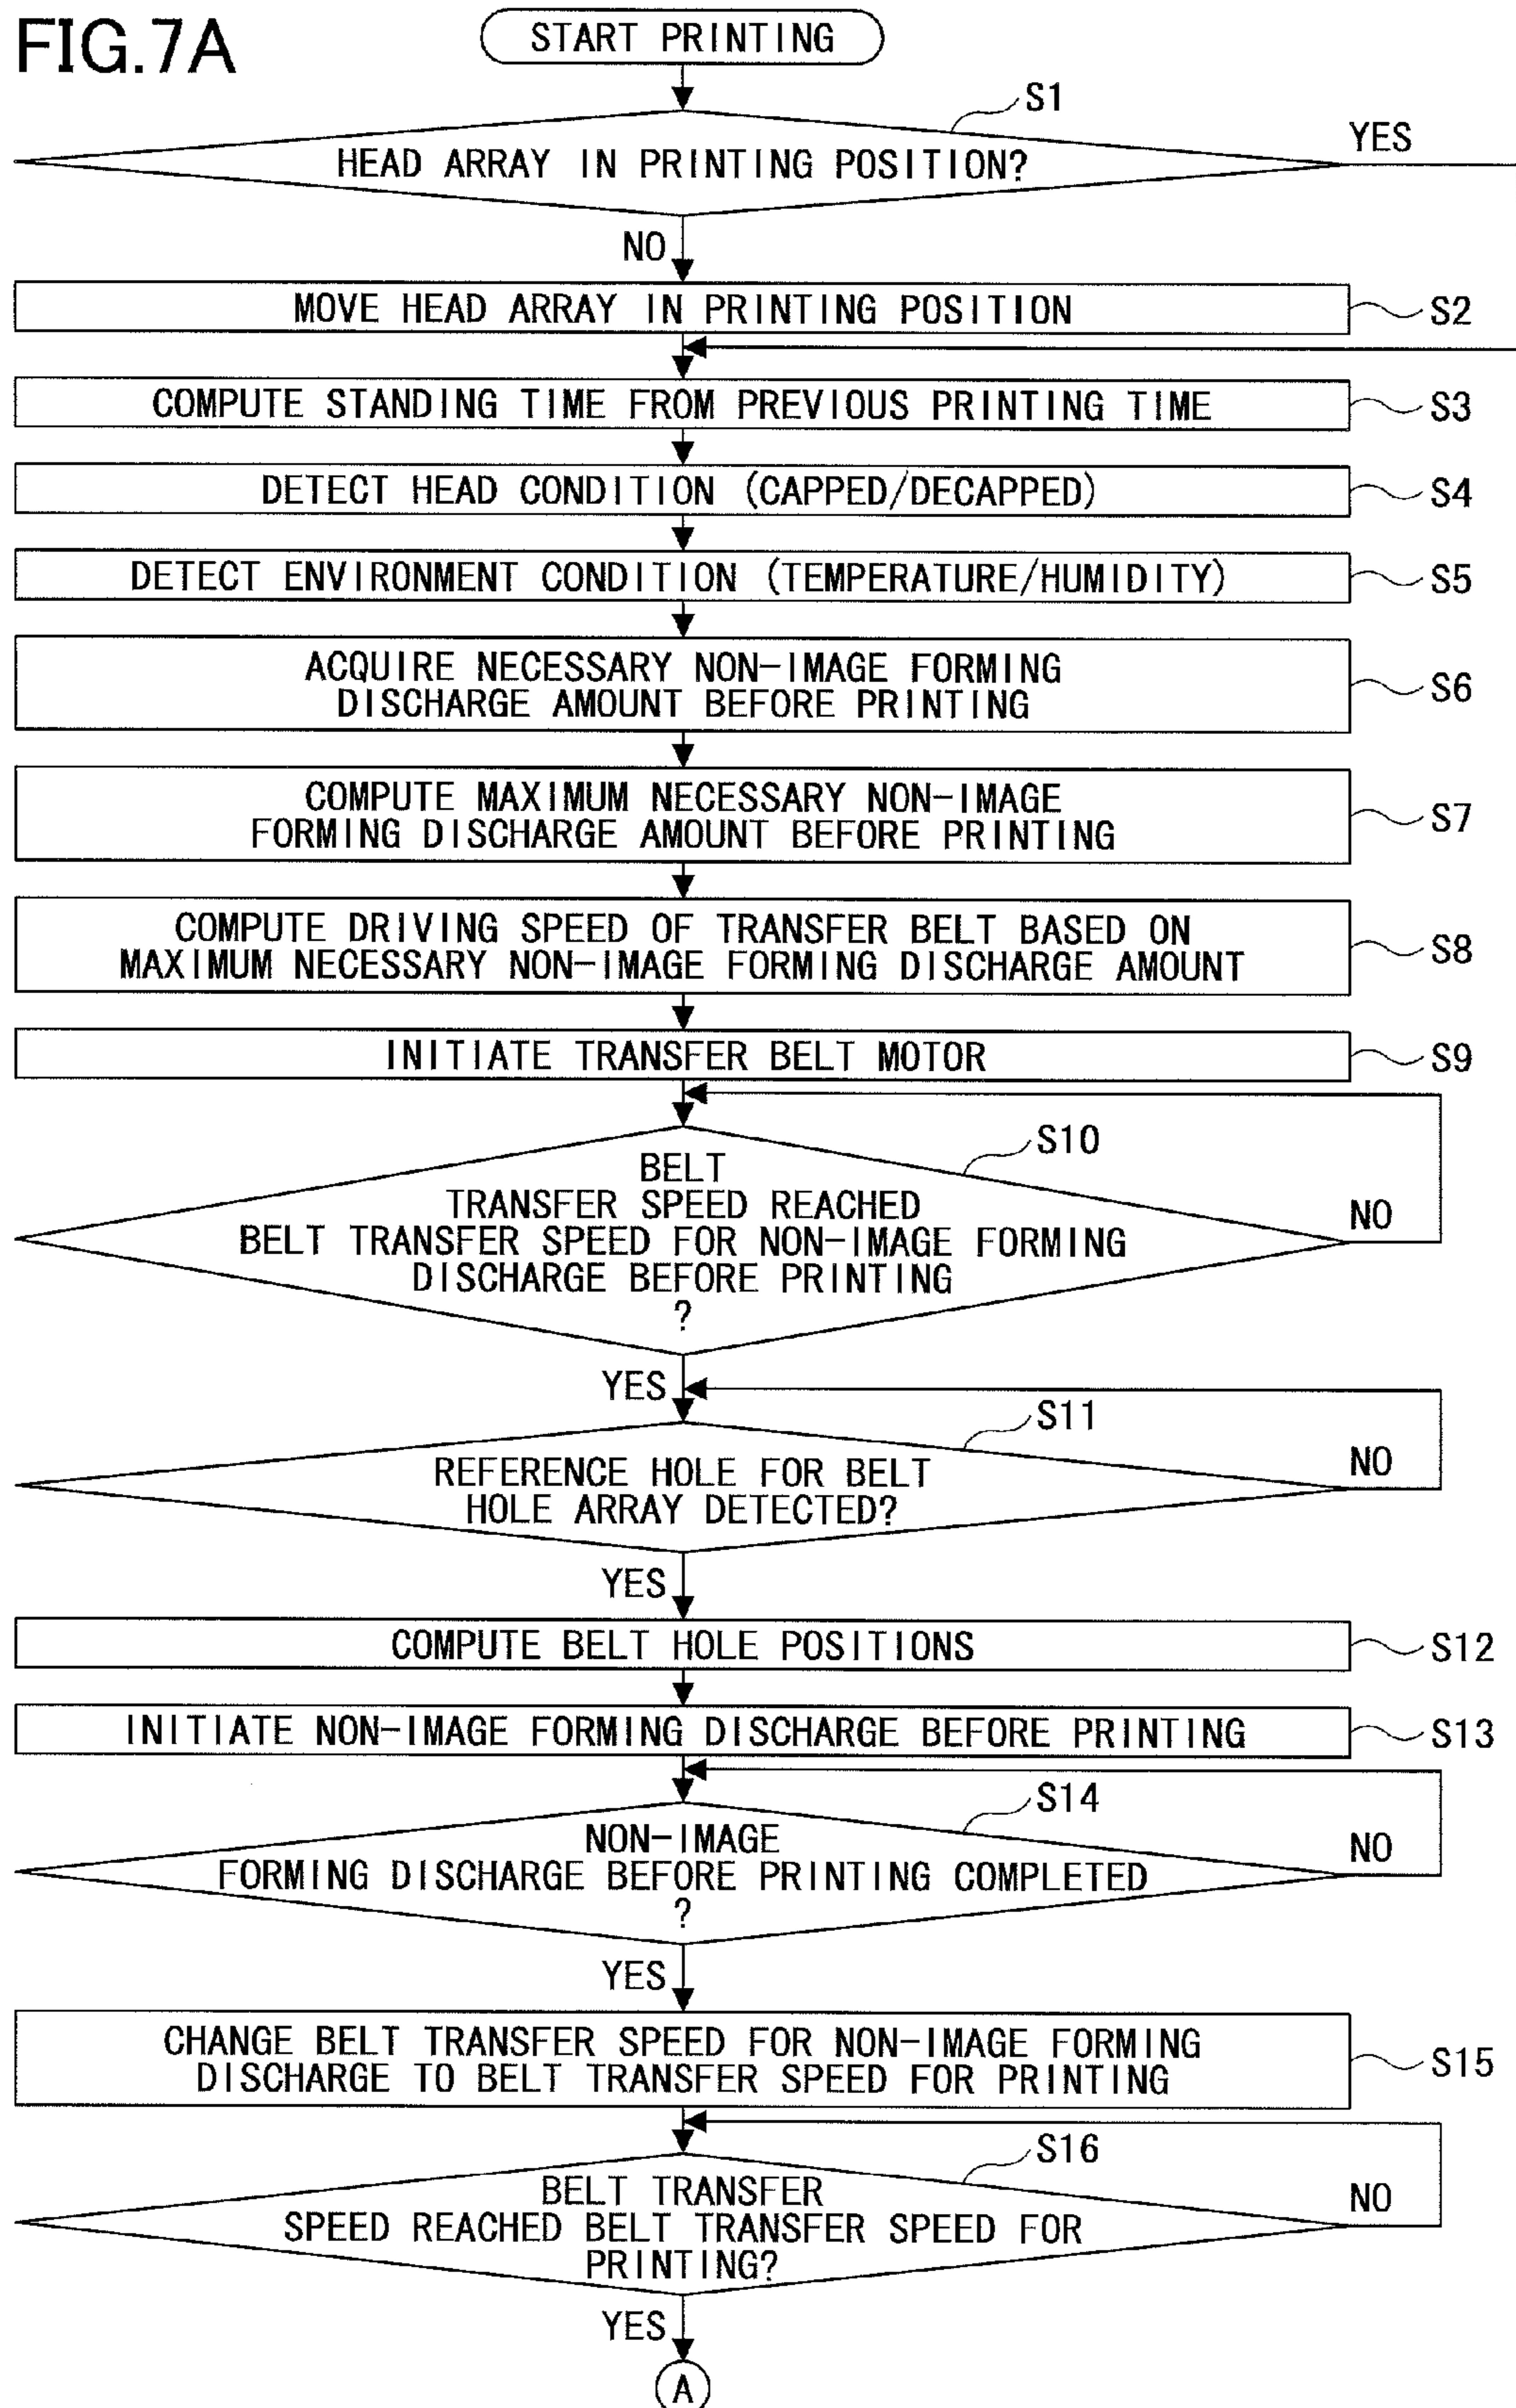 FIG.7A
START PRINTING
S1
HEAD ARRAY IN PRINTING POSITION?
YES
NO
MOVE HEAD ARRAY IN PRINTING POSITION
S2
COMPUTE STANDING TIME FROM PREVIOUS PRINTING TIME
S3
DETECT HEAD CONDITION (CAPPED/DECAPPED)
S4
DETECT ENVIRONMENT CONDITION (TEMPERATURE/HUMIDITY)
S5
ACQUIRE NECESSARY NON-IMAGE FORMING
DISCHARGE AMOUNT BEFORE PRINTING
S6
COMPUTE MAXIMUM NECESSARY NON-IMAGE
FORMING DISCHARGE AMOUNT BEFORE PRINTING
S7
COMPUTE DRIVING SPEED OF TRANSFER BELT BASED ON
MAXIMUM NECESSARY NON-IMAGE FORMING DISCHARGE AMOUNT
S8
INITIATE TRANSFER BELT MOTOR
S9
S10
BELT
TRANSFER SPEED REACHED
BELT TRANSFER SPEED FOR NON-IMAGE FORMING
DISCHARGE BEFORE PRINTING
?
NO
YES
S11
REFERENCE HOLE FOR BELT
HOLE ARRAY DETECTED?
NO
YES
COMPUTE BELT HOLE POSITIONS
S12
INITIATE NON-IMAGE FORMING DISCHARGE BEFORE PRINTING
S13
S14
NON-IMAGE
FORMING DISCHARGE BEFORE PRINTING COMPLETED
?
NO
YES
CHANGE BELT TRANSFER SPEED FOR NON-IMAGE FORMING
DISCHARGE TO BELT TRANSFER SPEED FOR PRINTING
S15
S16
BELT TRANSFER
SPEED REACHED BELT TRANSFER SPEED FOR
PRINTING?
NO
YES
A